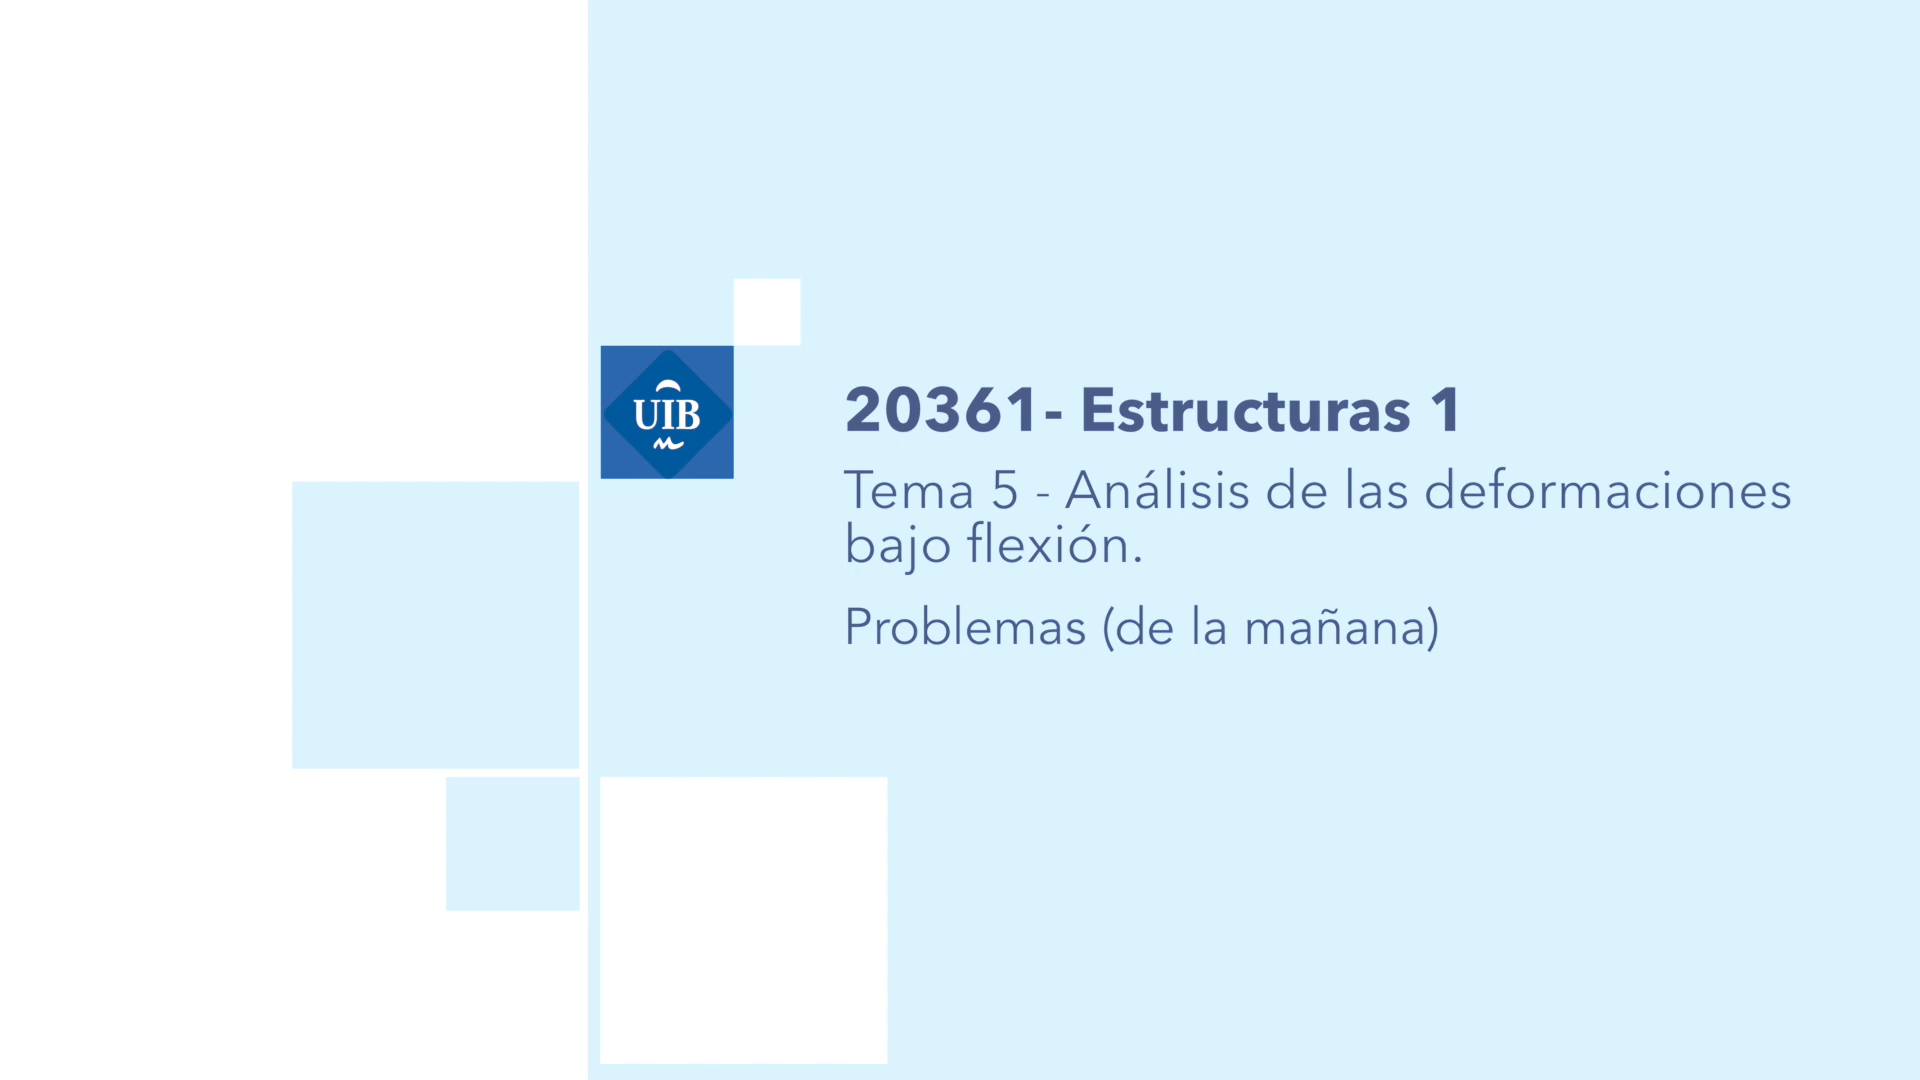 UIB
20361- Estructuras 1
Tema 5 - Análisis de las deformaciones
bajo flexión.
Problemas (de la mañana)